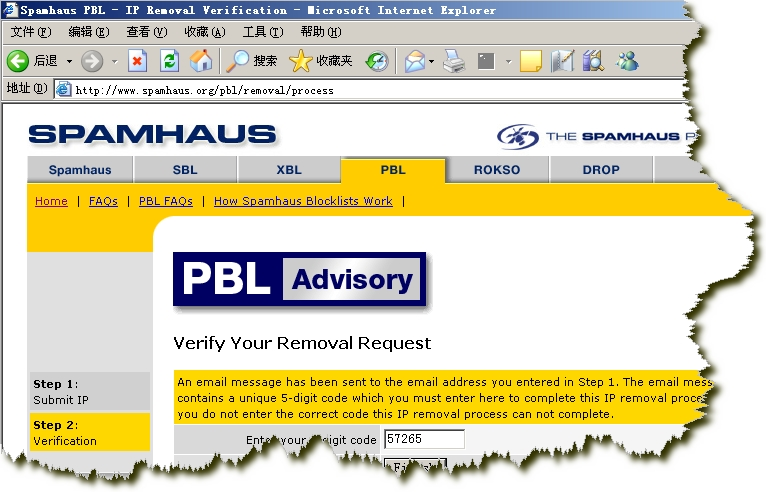 Spamhaus PBL - IP Removal Verification - Microsoft Internet Explorer
文件(F) 编辑(E) 查看(V) 收藏(A) 工具(T) 帮助(H)
后退 搜索 收藏夹
地址(D) http://www.spamhaus.org/pbl/removal/process
SPAMHAUS THE SPAMHAUS P
Spamhaus SBL XBL PBL ROKSO DROP
Home | FAQs | PBL FAQs | How Spamhaus Blocklists Work |
PBL Advisory
Verify Your Removal Request
An email message has been sent to the email address you entered in Step 1. The email mess
contains a unique 5-digit code which you must enter here to complete this IP removal proce
you do not enter the correct code this IP removal process can not complete.
Step 1:
Submit IP
Step 2:
Verification
Enter your digit code 57265